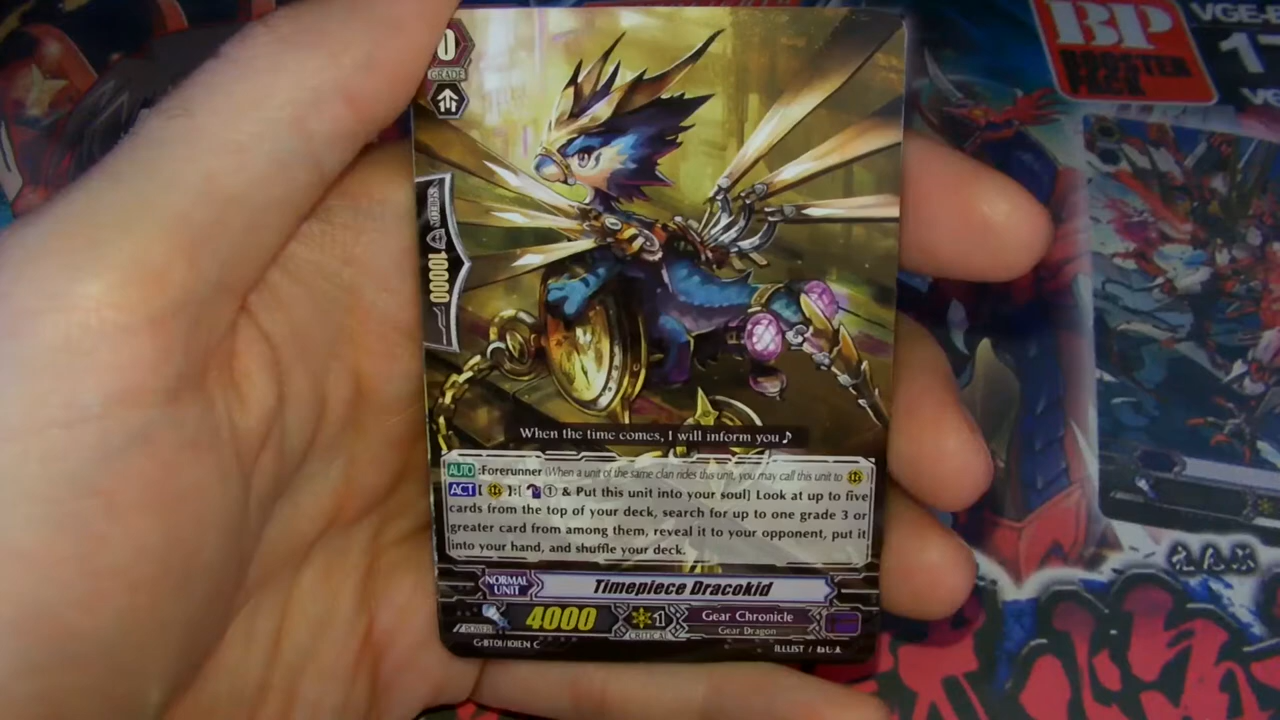 0
GRADE
SHIELD 10000
When the time comes, I will inform you♪
AUTO :Forerunner (When a unit of the same clan rides this unit, you may call this unit to )
ACT [ ]:[ ① & Put this unit into your soul] Look at up to five
cards from the top of your deck, search for up to one grade 3 or
greater card from among them, reveal it to your opponent, put it
into your hand, and shuffle your deck.
NORMAL
UNIT
Timepiece Dracokid
POWER 4000
1
CRITICAL
Gear Chronicle
Gear Dragon
G-BT01/101EN C
ILLUST /
BP
BOOSTER
PACK
えんぶ